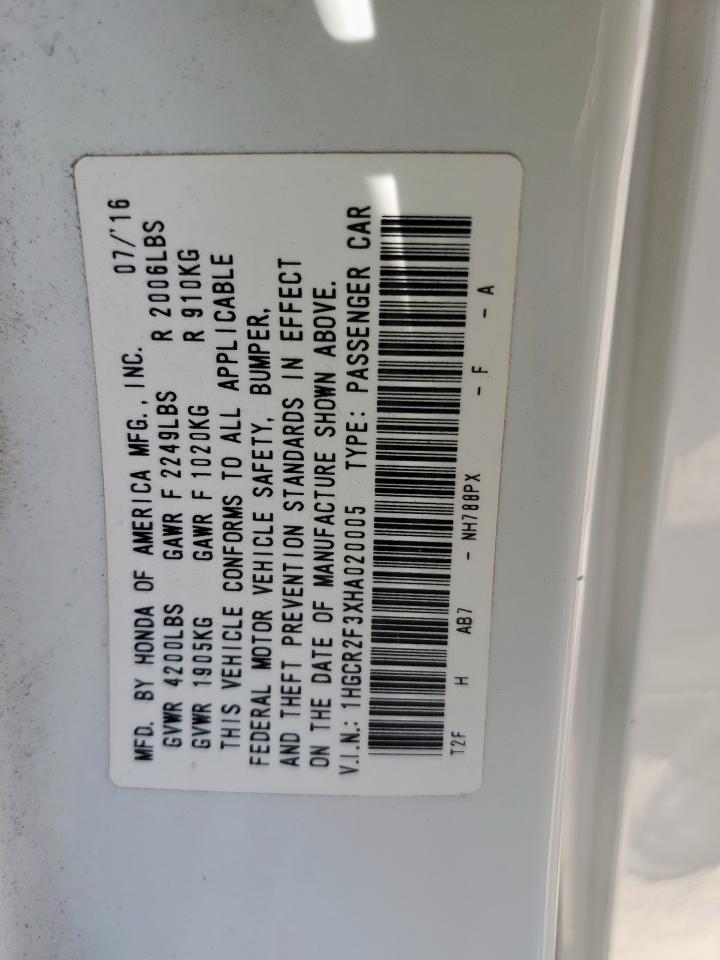 MFD. BY HONDA OF AMERICA MFG., INC. 07/'16
GVWR 4200LBS GAWR F 2249LBS R 2006LBS
GVWR 1905KG GAWR F 1020KG R 910KG
THIS VEHICLE CONFORMS TO ALL APPLICABLE
FEDERAL MOTOR VEHICLE SAFETY, BUMPER,
AND THEFT PREVENTION STANDARDS IN EFFECT
ON THE DATE OF MANUFACTURE SHOWN ABOVE.
V.I.N.: 1HGCR2F3XHA020005 TYPE: PASSENGER CAR
T2F H AB7 - NH788PX - F - A